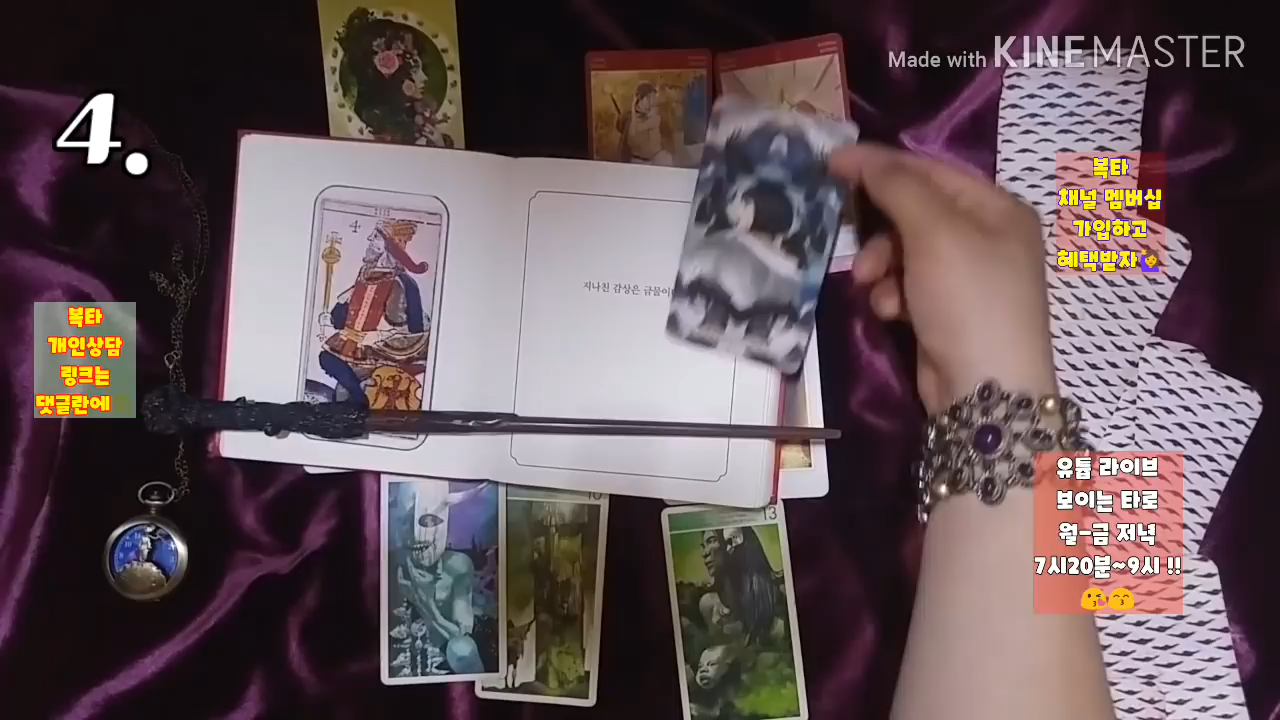 Made with KINEMASTER
4.
복타
채널 멤버십
가입하고
혜택받자🙋‍♀️
IIII
4
지나친 감상은 금물이
복타
개인상담
링크는
댓글란에
유튭 라이브
보이는 타로
월-금 저녁
7시20분~9시 !!
😘😙
10
13